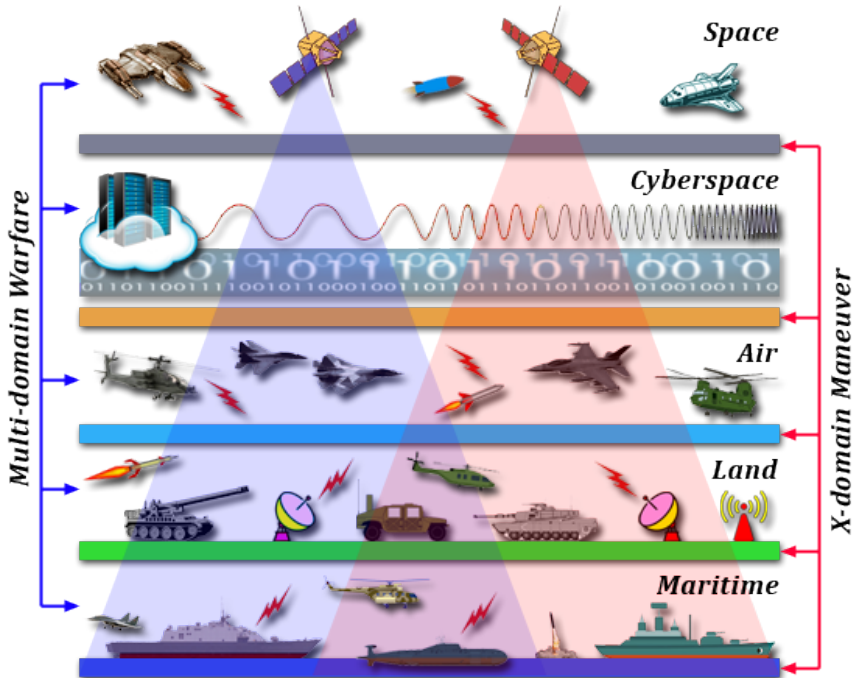 Space
Cyberspace
Air
Land
Maritime
Multi-domain Warfare
X-domain Maneuver